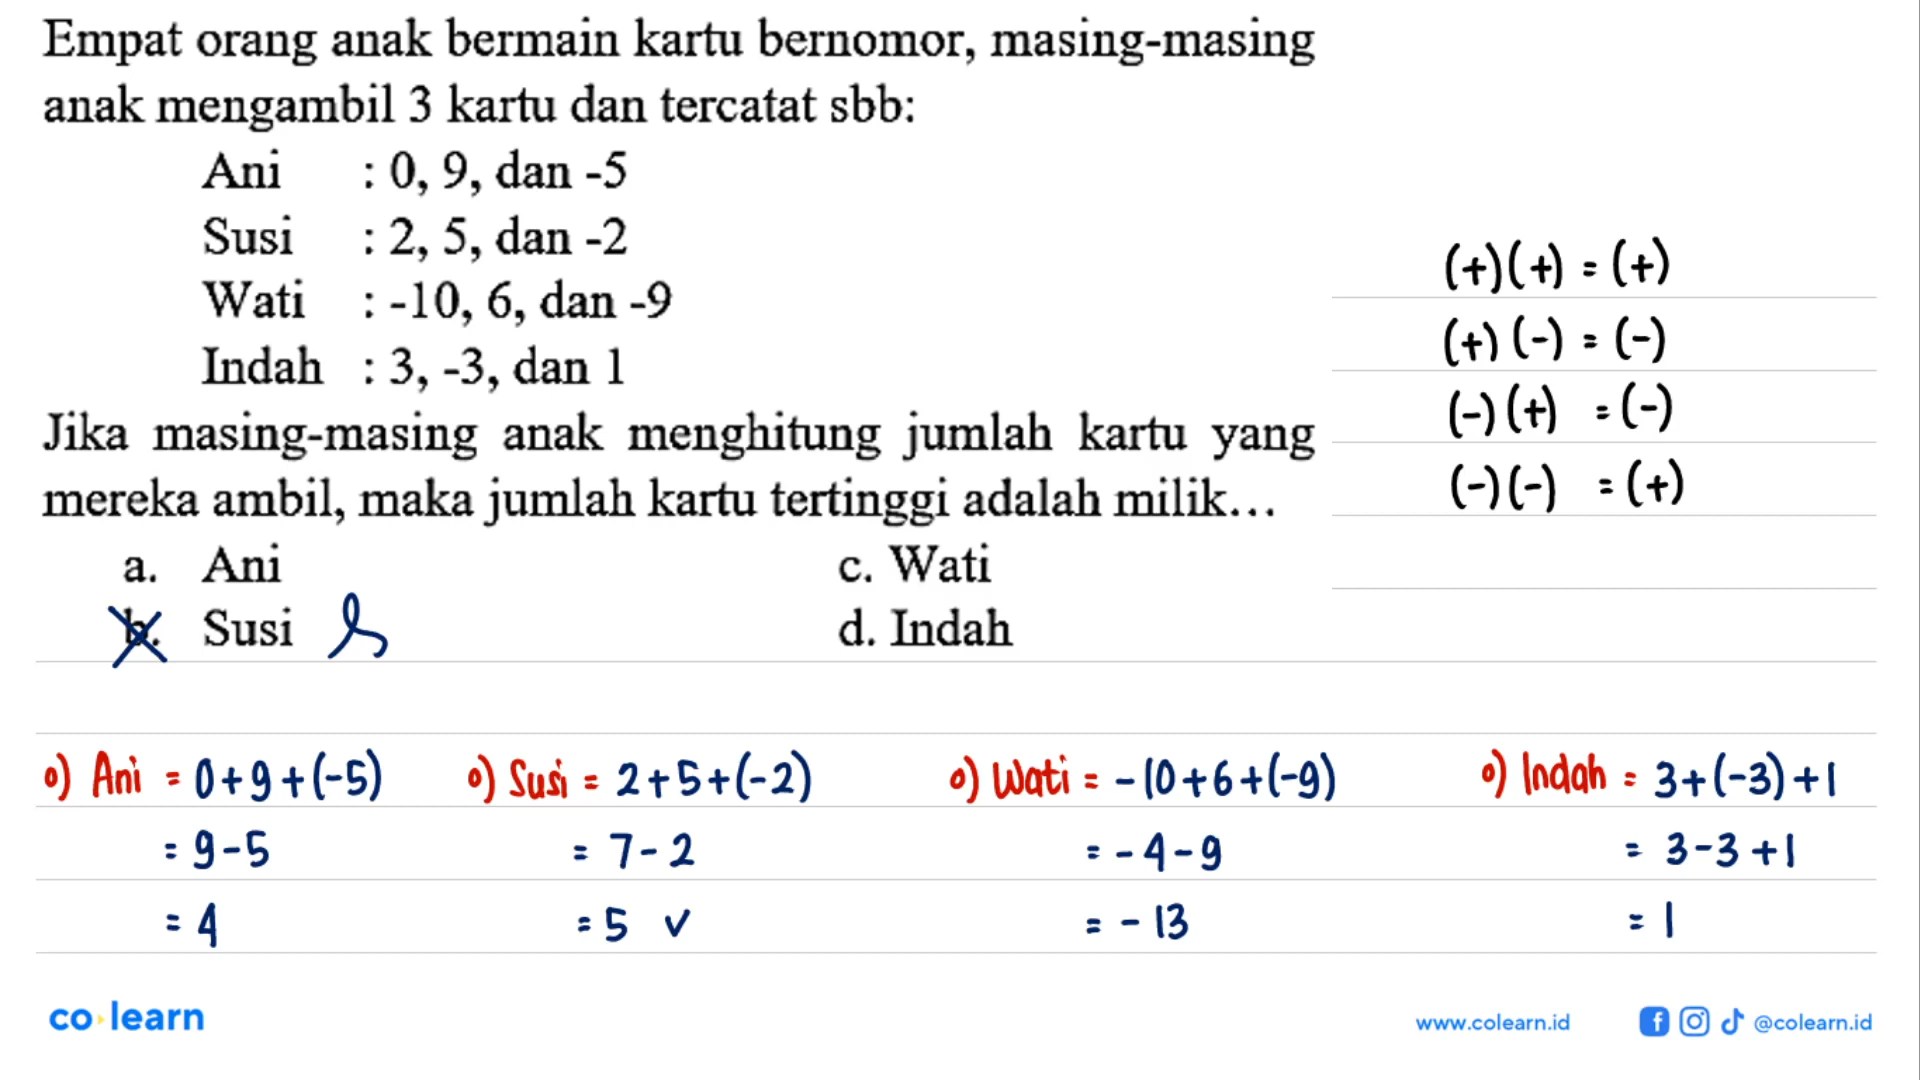 Empat orang anak bermain kartu bernomor, masing-masing
anak mengambil 3 kartu dan tercatat sbb:
Ani : 0, 9, dan -5
Susi : 2, 5, dan -2
Wati : -10, 6, dan -9
Indah : 3, -3, dan 1
Jika masing-masing anak menghitung jumlah kartu yang
mereka ambil, maka jumlah kartu tertinggi adalah milik...
a. Ani c. Wati
b. Susi d. Indah
(+)(+) = (+)
(+)(-) = (-)
(-)(+) = (-)
(-)(-) = (+)
o) Ani = 0+9+(-5) o) Susi = 2+5+(-2) o) Wati = -10+6+(-9) o) Indah = 3+(-3)+1
= 9-5 = 7-2 = -4-9 = 3-3+1
= 4 = 5 ✓ = -13 = 1
co learn www.colearn.id @colearn.id